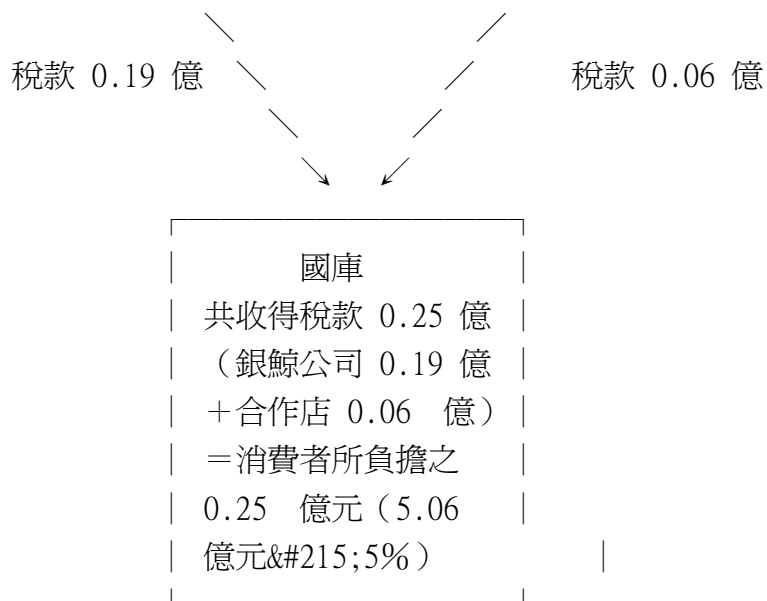 稅款 0.19 億 稅款 0.06 億
國庫
共收得稅款 0.25 億
（銀鯨公司 0.19 億
＋合作店 0.06 億）
＝消費者所負擔之
0.25 億元（5.06
億元&#215;5%）